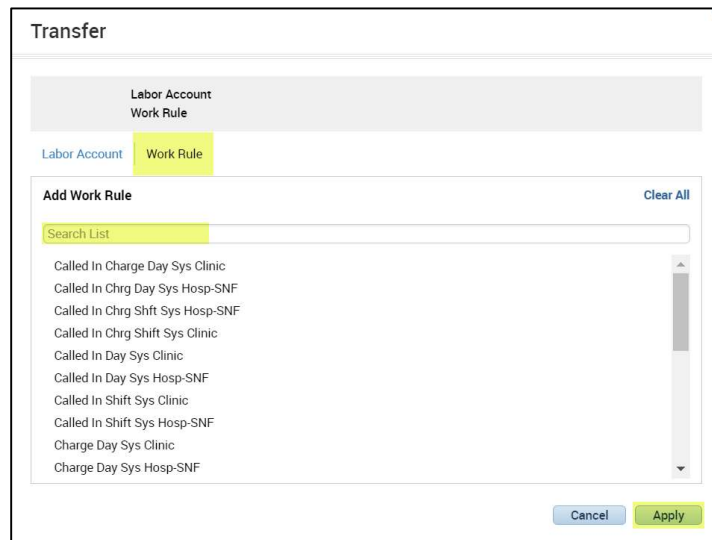 Transfer
Labor Account
Work Rule
Labor Account Work Rule
Add Work Rule Clear All
Search List
Called In Charge Day Sys Clinic
Called In Chrg Day Sys Hosp-SNF
Called In Chrg Shft Sys Hosp-SNF
Called In Chrg Shift Sys Clinic
Called In Day Sys Clinic
Called In Day Sys Hosp-SNF
Called In Shift Sys Clinic
Called In Shift Sys Hosp-SNF
Charge Day Sys Clinic
Charge Day Sys Hosp-SNF
Cancel Apply